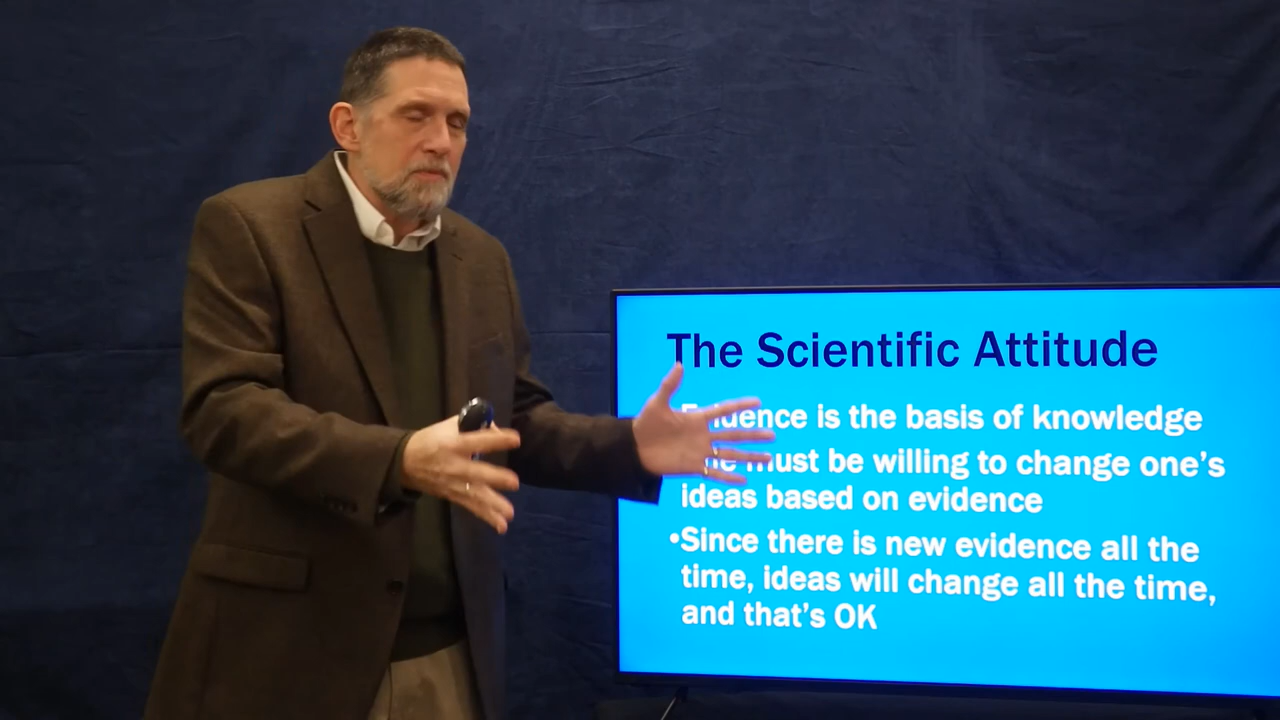 The Scientific Attitude
Evidence is the basis of knowledge
must be willing to change one's
ideas based on evidence
•Since there is new evidence all the
time, ideas will change all the time,
and that's OK